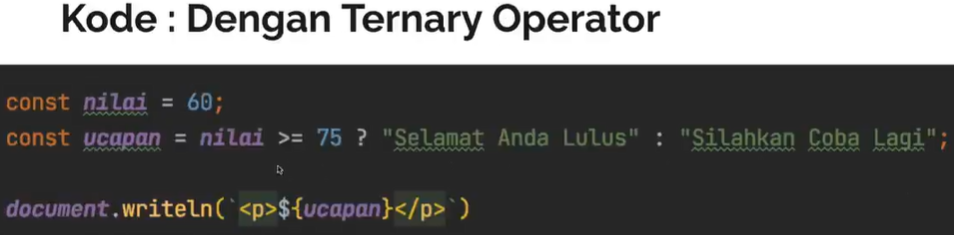 Kode : Dengan Ternary Operator
const nilai = 60;
const ucapan = nilai >= 75 ? "Selamat Anda Lulus" : "Silahkan Coba Lagi";
document.writeln(`<p>${ucapan}</p>`)